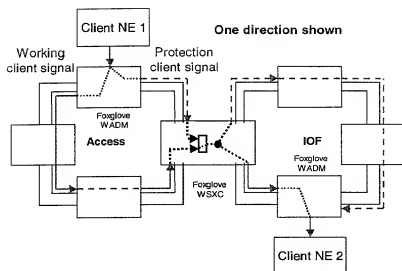 Client NE 1
One direction shown
Working
client signal
Protection
client signal
Foxglove
WADM
Access
IOF
Foxglove
WADM
Foxglove
WSXC
Client NE 2